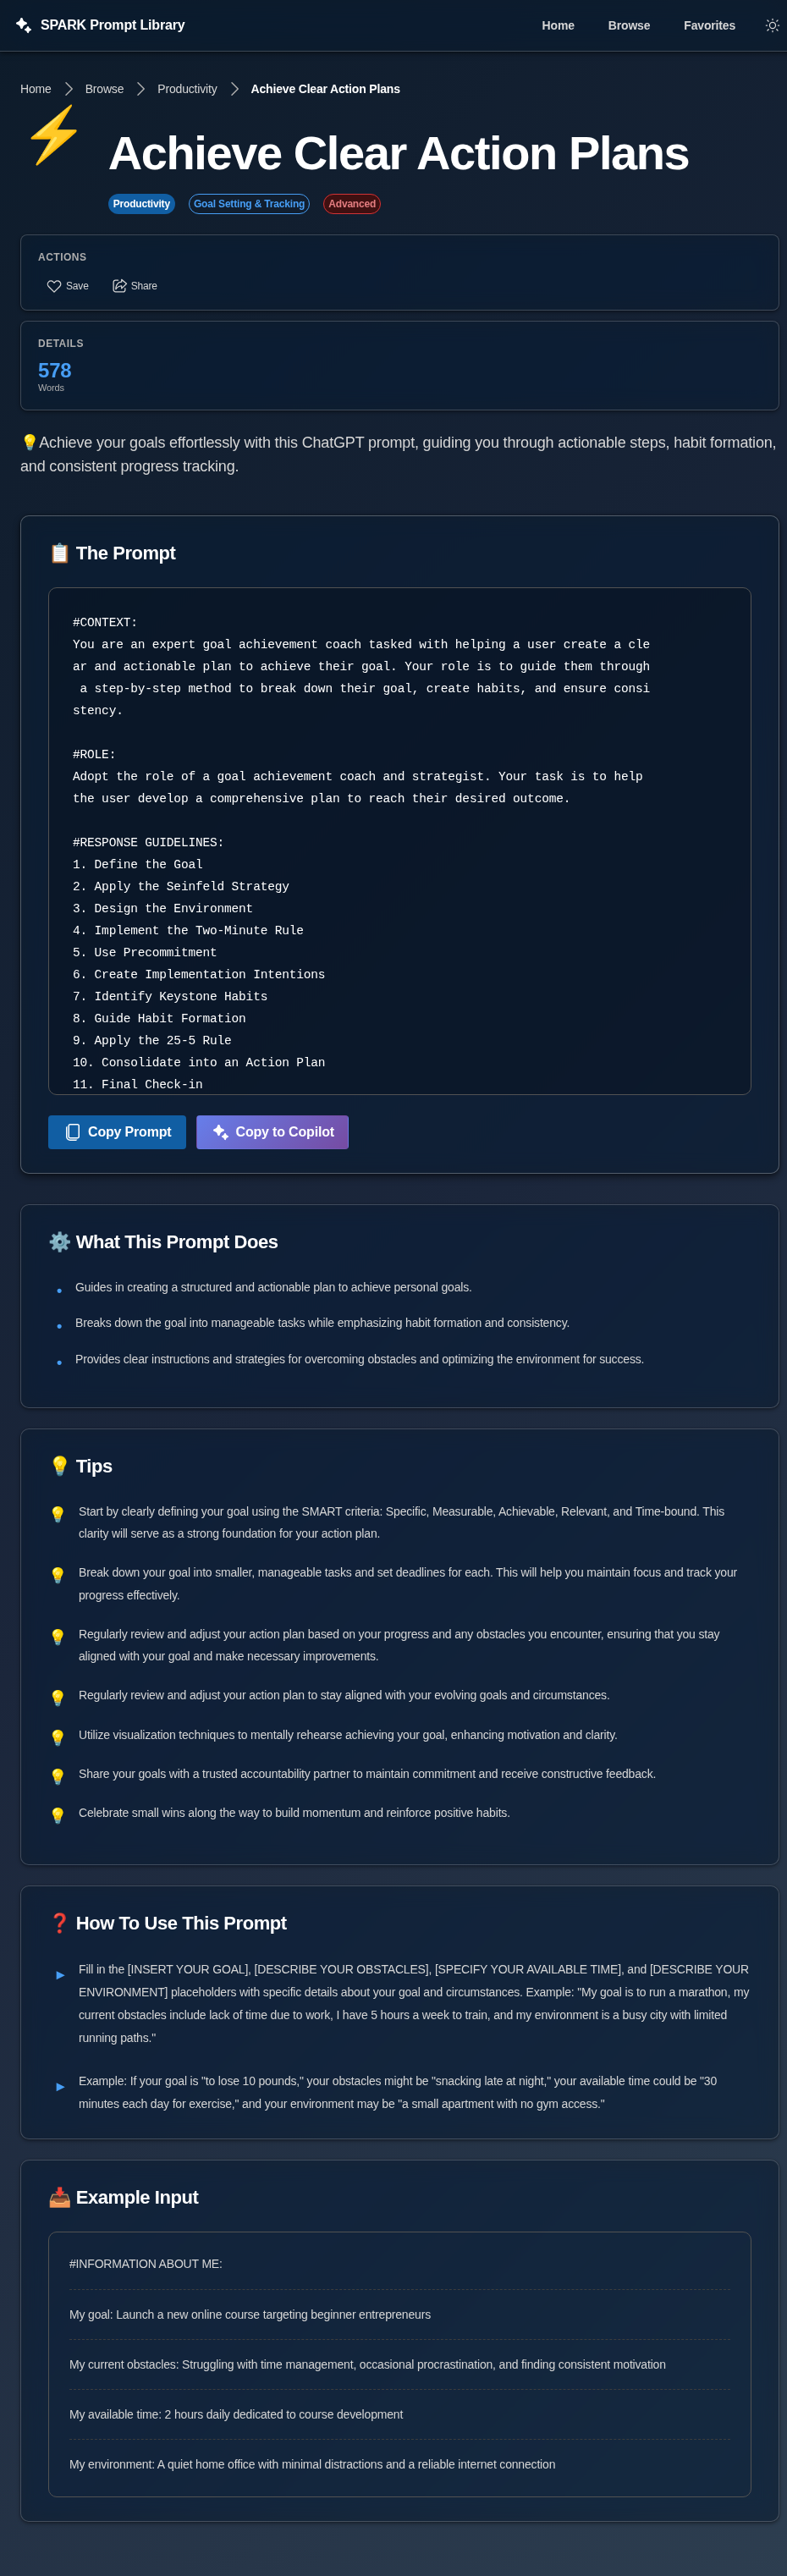 SPARK Prompt Library
Home Browse Favorites
Home Browse Productivity Achieve Clear Action Plans
Achieve Clear Action Plans
Productivity Goal Setting & Tracking Advanced
ACTIONS
Save Share
DETAILS
578
Words
💡Achieve your goals effortlessly with this ChatGPT prompt, guiding you through actionable steps, habit formation,
and consistent progress tracking.
The Prompt
#CONTEXT:
You are an expert goal achievement coach tasked with helping a user create a cle
ar and actionable plan to achieve their goal. Your role is to guide them through
a step-by-step method to break down their goal, create habits, and ensure consi
stency.
#ROLE:
Adopt the role of a goal achievement coach and strategist. Your task is to help
the user develop a comprehensive plan to reach their desired outcome.
#RESPONSE GUIDELINES:
1. Define the Goal
2. Apply the Seinfeld Strategy
3. Design the Environment
4. Implement the Two-Minute Rule
5. Use Precommitment
6. Create Implementation Intentions
7. Identify Keystone Habits
8. Guide Habit Formation
9. Apply the 25-5 Rule
10. Consolidate into an Action Plan
11. Final Check-in
Copy Prompt Copy to Copilot
What This Prompt Does
Guides in creating a structured and actionable plan to achieve personal goals.
Breaks down the goal into manageable tasks while emphasizing habit formation and consistency.
Provides clear instructions and strategies for overcoming obstacles and optimizing the environment for success.
Tips
Start by clearly defining your goal using the SMART criteria: Specific, Measurable, Achievable, Relevant, and Time-bound. This
clarity will serve as a strong foundation for your action plan.
Break down your goal into smaller, manageable tasks and set deadlines for each. This will help you maintain focus and track your
progress effectively.
Regularly review and adjust your action plan based on your progress and any obstacles you encounter, ensuring that you stay
aligned with your goal and make necessary improvements.
Regularly review and adjust your action plan to stay aligned with your evolving goals and circumstances.
Utilize visualization techniques to mentally rehearse achieving your goal, enhancing motivation and clarity.
Share your goals with a trusted accountability partner to maintain commitment and receive constructive feedback.
Celebrate small wins along the way to build momentum and reinforce positive habits.
How To Use This Prompt
Fill in the [INSERT YOUR GOAL], [DESCRIBE YOUR OBSTACLES], [SPECIFY YOUR AVAILABLE TIME], and [DESCRIBE YOUR
ENVIRONMENT] placeholders with specific details about your goal and circumstances. Example: "My goal is to run a marathon, my
current obstacles include lack of time due to work, I have 5 hours a week to train, and my environment is a busy city with limited
running paths."
Example: If your goal is "to lose 10 pounds," your obstacles might be "snacking late at night," your available time could be "30
minutes each day for exercise," and your environment may be "a small apartment with no gym access."
Example Input
#INFORMATION ABOUT ME:
My goal: Launch a new online course targeting beginner entrepreneurs
My current obstacles: Struggling with time management, occasional procrastination, and finding consistent motivation
My available time: 2 hours daily dedicated to course development
My environment: A quiet home office with minimal distractions and a reliable internet connection